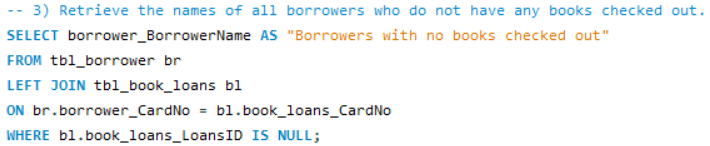 -- 3) Retrieve the names of all borrowers who do not have any books checked out.
SELECT borrower_BorrowerName AS "Borrowers with no books checked out"
FROM tbl_borrower br
LEFT JOIN tbl_book_loans bl
ON br.borrower_CardNo = bl.book_loans_CardNo
WHERE bl.book_loans_LoansID IS NULL;